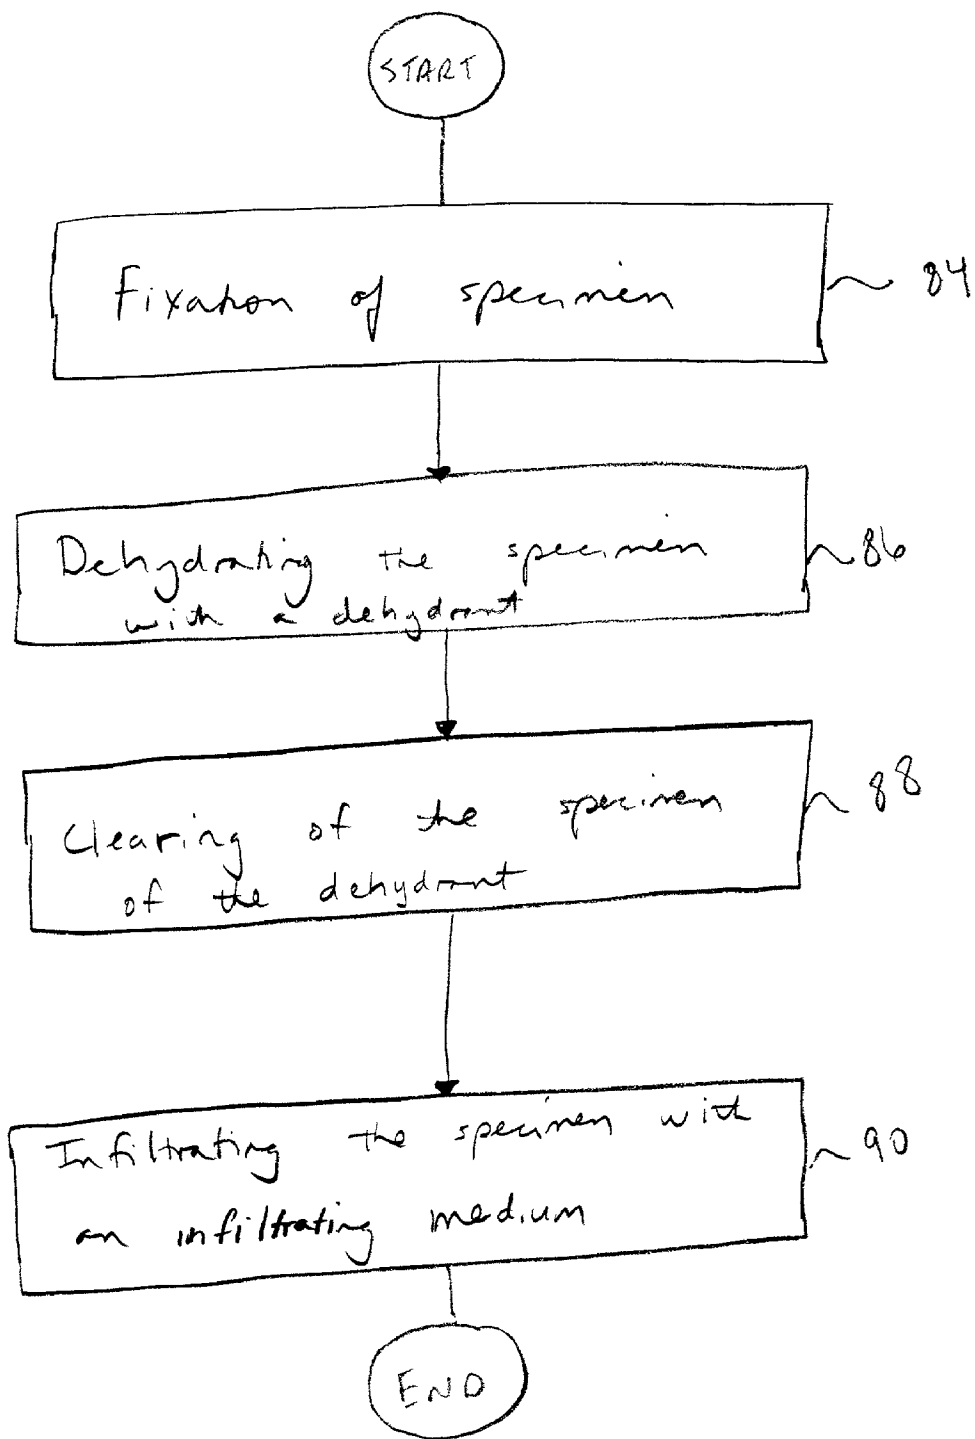 START
Fixation of specimen
84
Dehydrating the specimen
with a dehydrant
86
Clearing of the specimen
of the dehydrant
88
Infiltrating the specimen with
an infiltrating medium
90
END